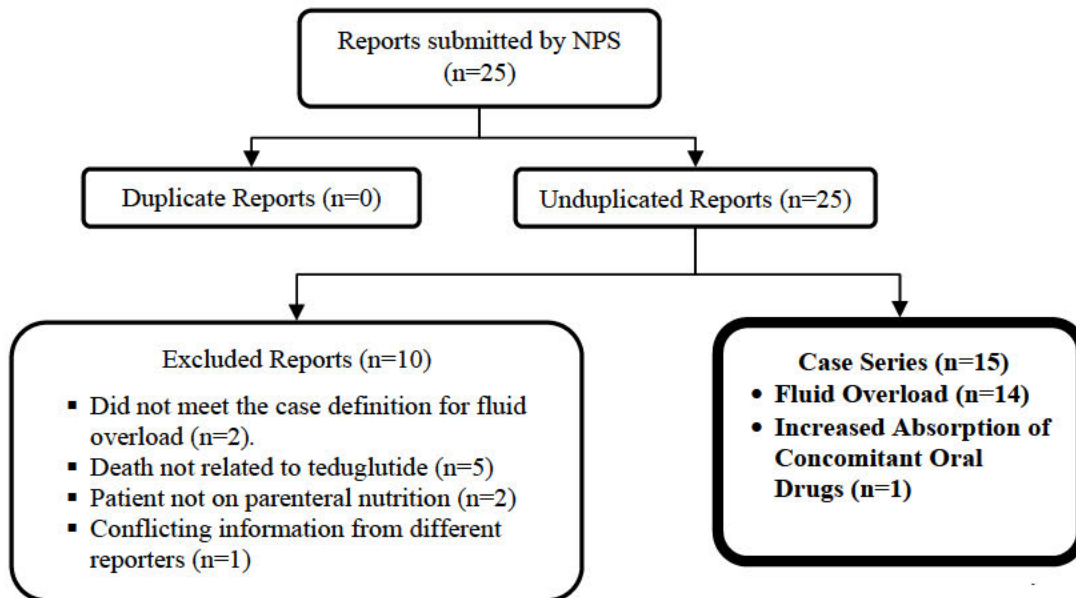 Reports submitted by NPS
(n=25)
Duplicate Reports (n=0)
Unduplicated Reports (n=25)
Excluded Reports (n=10)
▪ Did not meet the case definition for fluid
overload (n=2).
▪ Death not related to teduglutide (n=5)
▪ Patient not on parenteral nutrition (n=2)
▪ Conflicting information from different
reporters (n=1)
Case Series (n=15)
• Fluid Overload (n=14)
• Increased Absorption of
Concomitant Oral
Drugs (n=1)